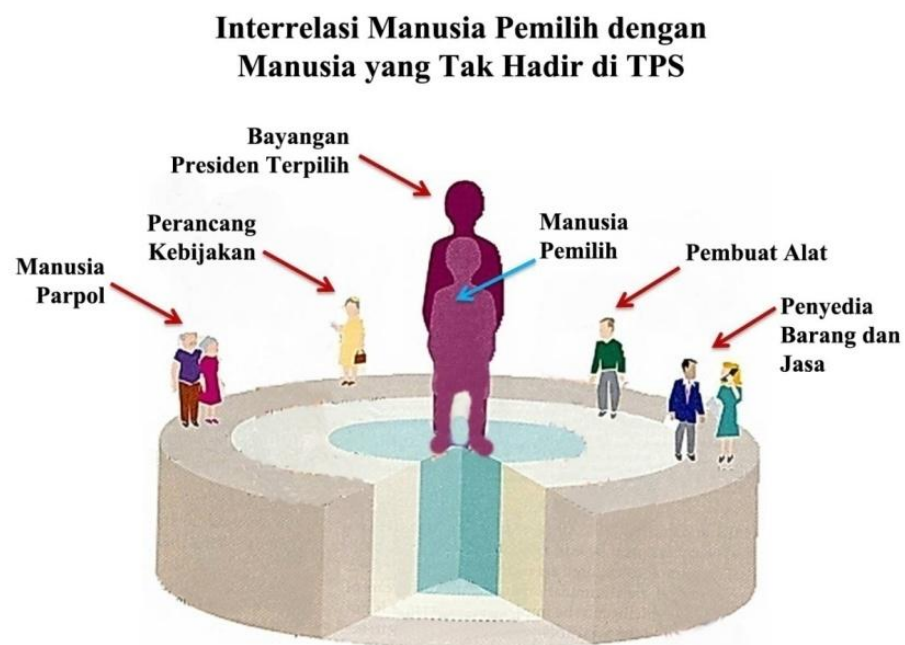 Interrelasi Manusia Pemilih dengan
Manusia yang Tak Hadir di TPS
Bayangan
Presiden Terpilih
Perancang
Kebijakan
Manusia
Pemilih
Manusia
Parpol
Pembuat Alat
Penyedia
Barang dan
Jasa